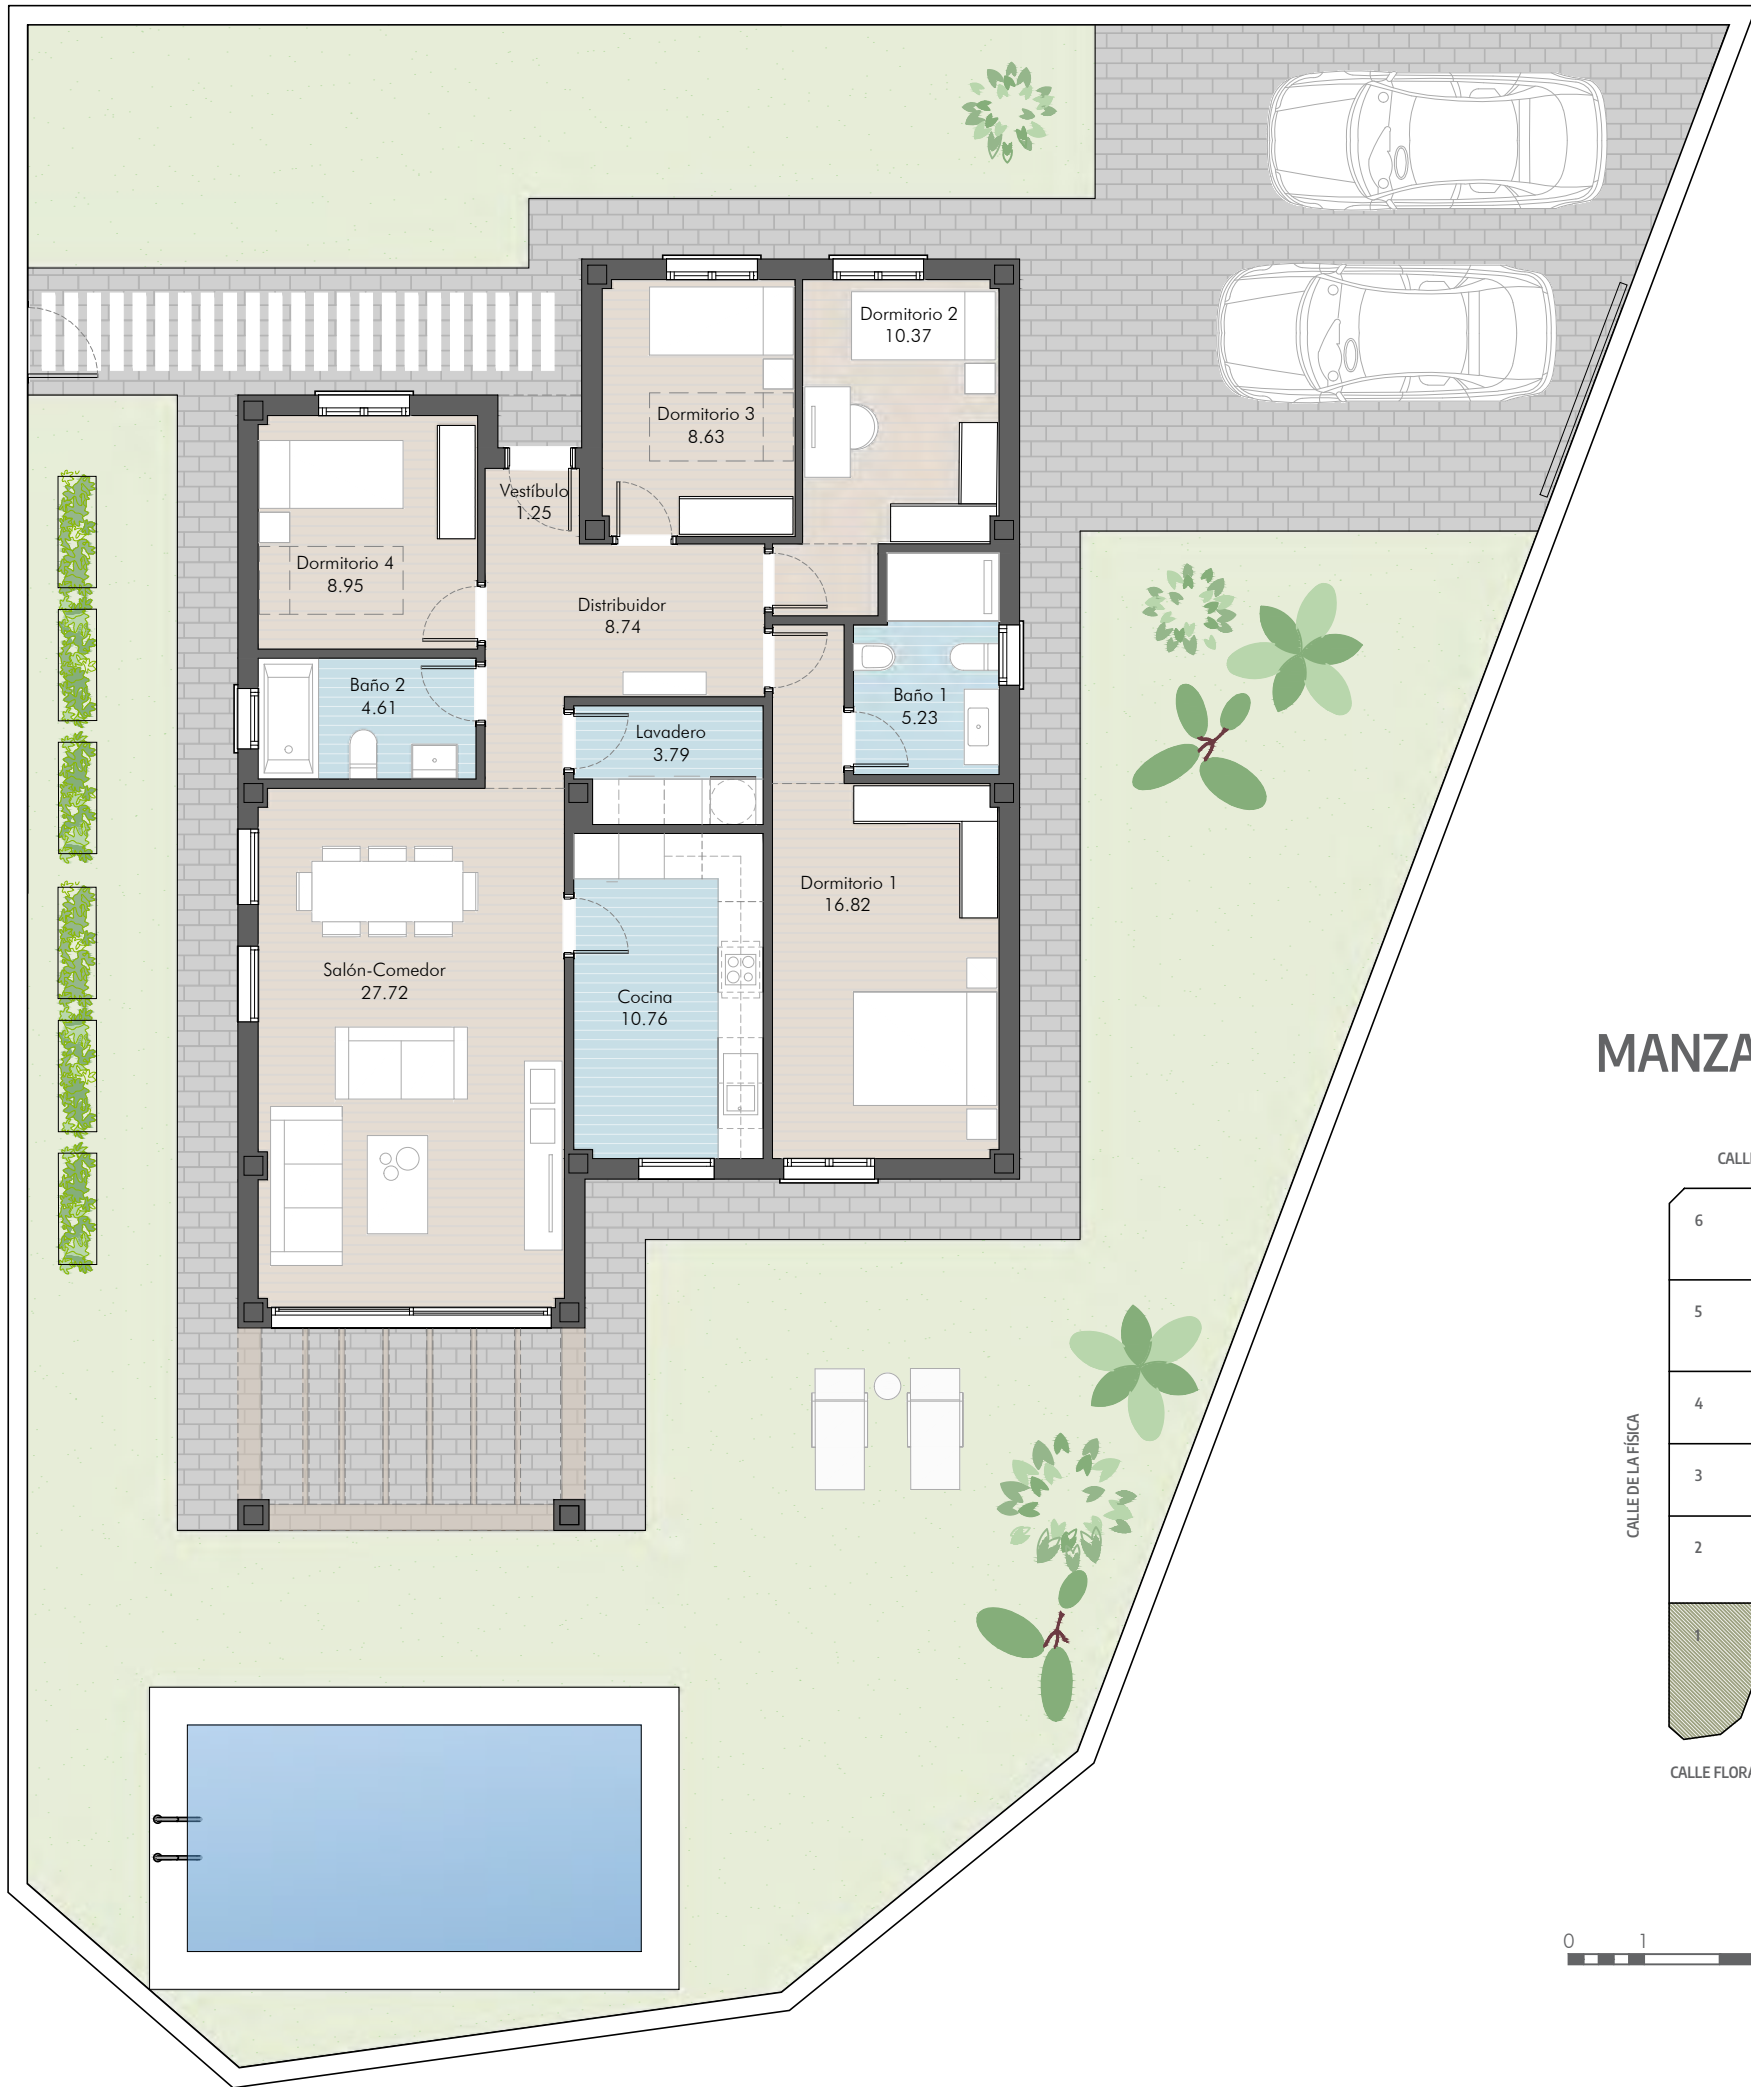 Dormitorio 2
10.37
Dormitorio 3
8.63
Vestíbulo
1.25
Dormitorio 4
8.95
Distribuidor
8.74
Baño 2
4.61
Baño 1
5.23
Lavadero
3.79
Dormitorio 1
16.82
Salón-Comedor
27.72
Cocina
10.76
MANZA
CALLE
6
5
4
3
2
1
CALLE DE LA FÍSICA
CALLE FLORA
0 1